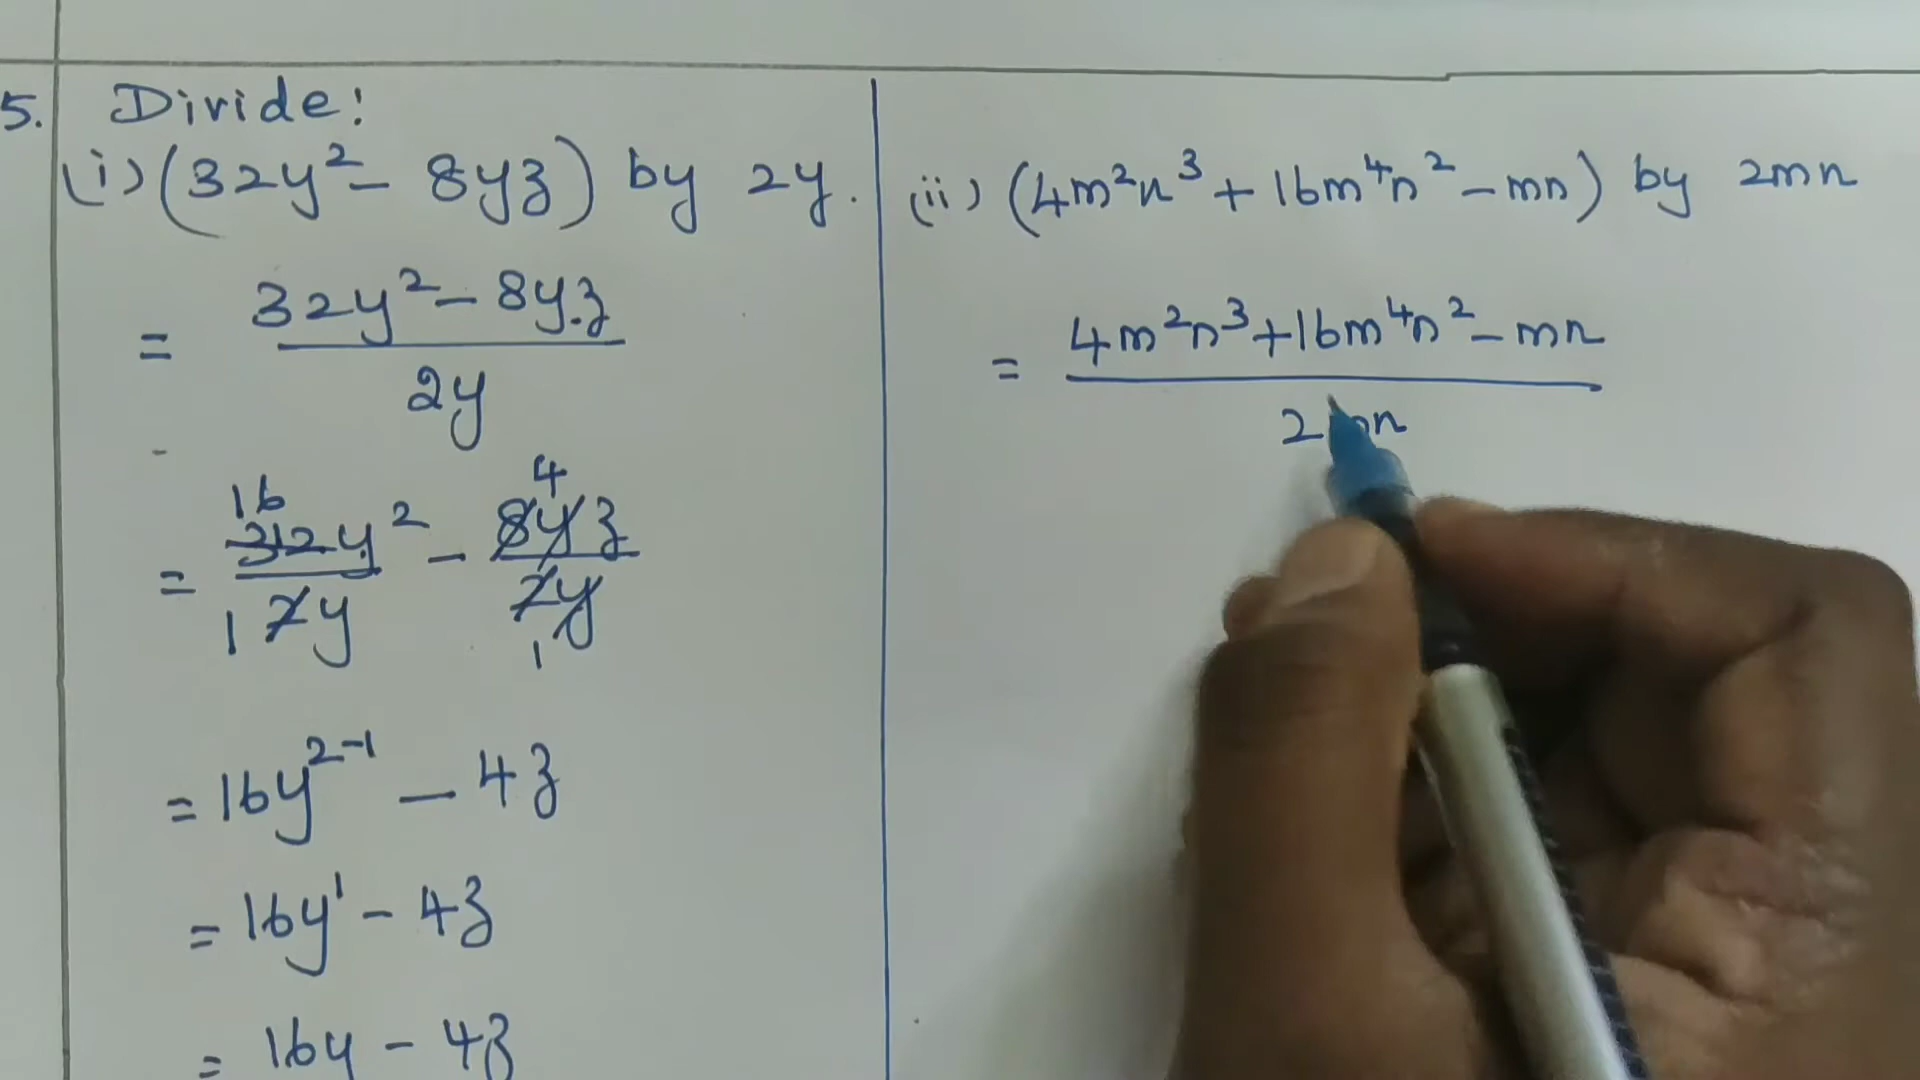 5. Divide:
(i) (32y² - 8yz) by 2y.
= 32y² - 8yz
2y
16 4
= 32y² - 8yz
1 2y 2y
1
= 16y²⁻¹ - 4z
= 16y¹ - 4z
= 16y - 4z
(ii) (4m²n³ + 16m⁴n² - mn) by 2mn
= 4m²n³ + 16m⁴n² - mn
2mn